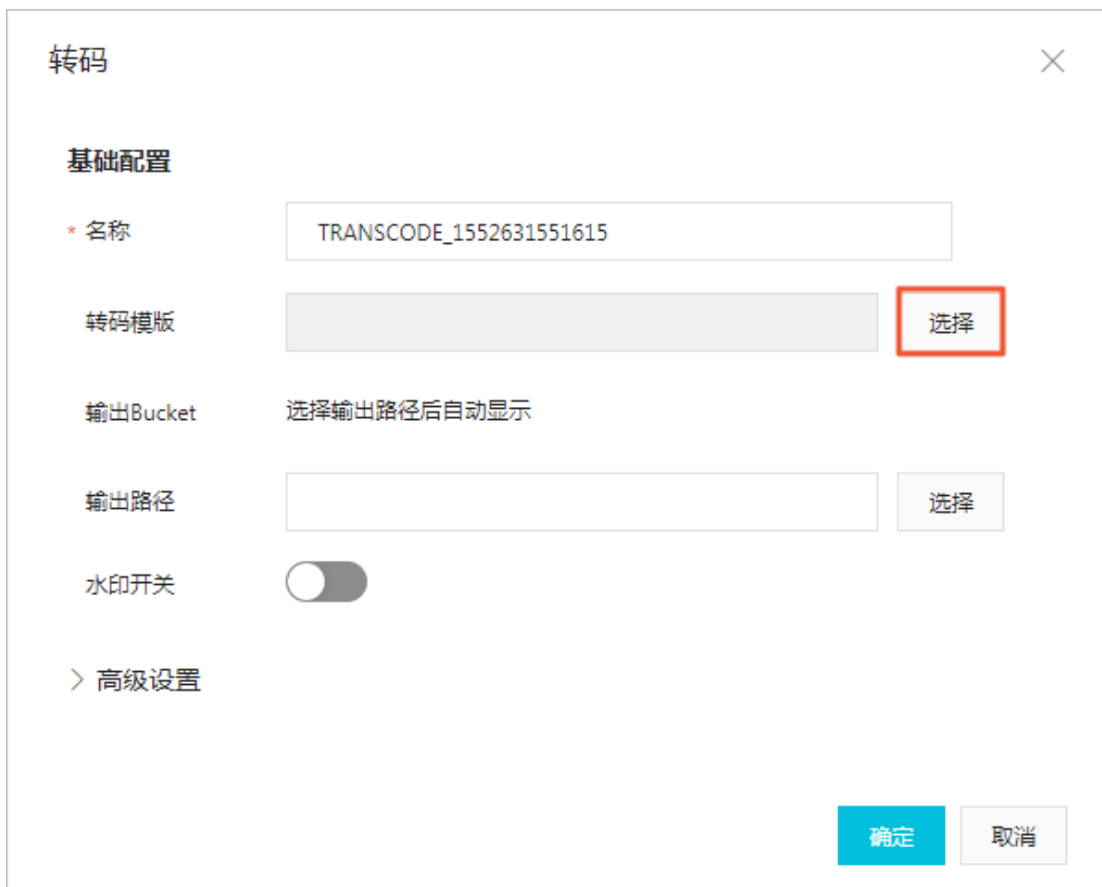 转码
基础配置
* 名称 TRANSCODE_1552631551615
转码模版 选择
输出Bucket 选择输出路径后自动显示
输出路径 选择
水印开关
高级设置
确定 取消